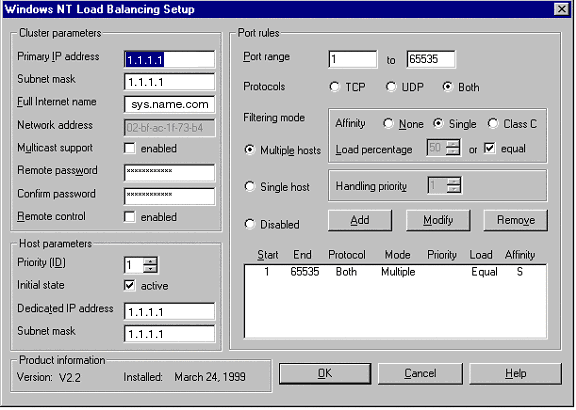 Windows NT Load Balancing Setup
Cluster parameters
Primary IP address 1.1.1.1
Subnet mask 1.1.1.1
Full Internet name sys.name.com
Network address 02-bf-ac-1f-73-b4
Multicast support enabled
Remote password ************
Confirm password ************
Remote control enabled
Host parameters
Priority (ID) 1
Initial state active
Dedicated IP address 1.1.1.1
Subnet mask 1.1.1.1
Product information
Version: V2.2 Installed: March 24, 1999
Port rules
Port range 1 to 65535
Protocols TCP UDP Both
Filtering mode
Multiple hosts
Single host
Disabled
Affinity None Single Class C
Load percentage 50 or equal
Handling priority 1
Add Modify Remove
Start End Protocol Mode Priority Load Affinity
1 65535 Both Multiple Equal S
OK Cancel Help